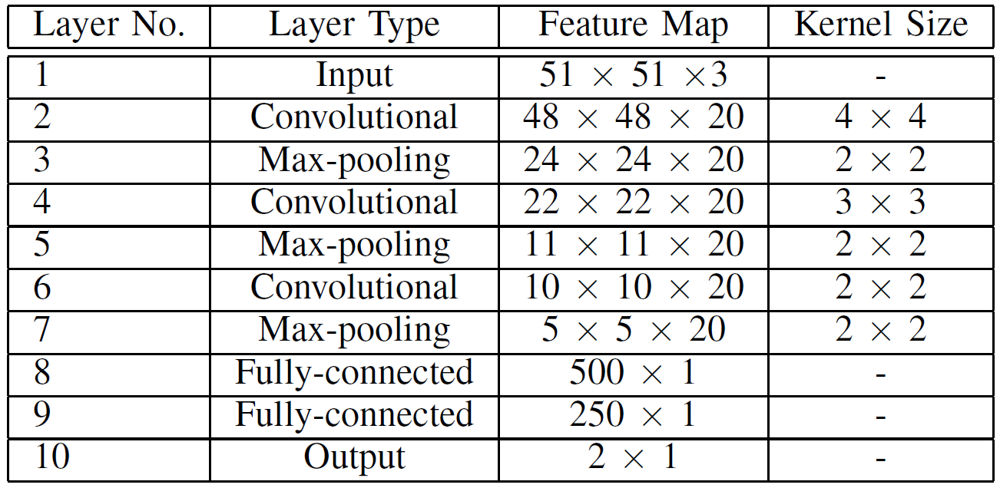 Layer No. Layer Type Feature Map Kernel Size
1 Input 51 × 51 ×3 -
2 Convolutional 48 × 48 × 20 4 × 4
3 Max-pooling 24 × 24 × 20 2 × 2
4 Convolutional 22 × 22 × 20 3 × 3
5 Max-pooling 11 × 11 × 20 2 × 2
6 Convolutional 10 × 10 × 20 2 × 2
7 Max-pooling 5 × 5 × 20 2 × 2
8 Fully-connected 500 × 1 -
9 Fully-connected 250 × 1 -
10 Output 2 × 1 -